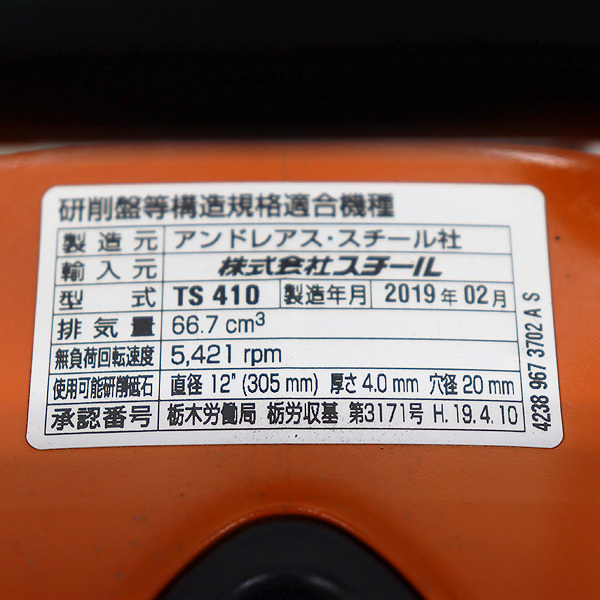 研削盤等構造規格適合機種
製造元 アンドレアス・スチール社
輸入元 株式会社スチール
型式 TS 410 製造年月 2019年 02月
排気量 66.7 cm³
無負荷回転速度 5,421 rpm
使用可能研削砥石 直径 12" (305 mm) 厚さ 4.0 mm 穴径 20 mm
承認番号 栃木労働局 栃労収基 第3171号 H. 19. 4. 10
4238 967 3702 A S